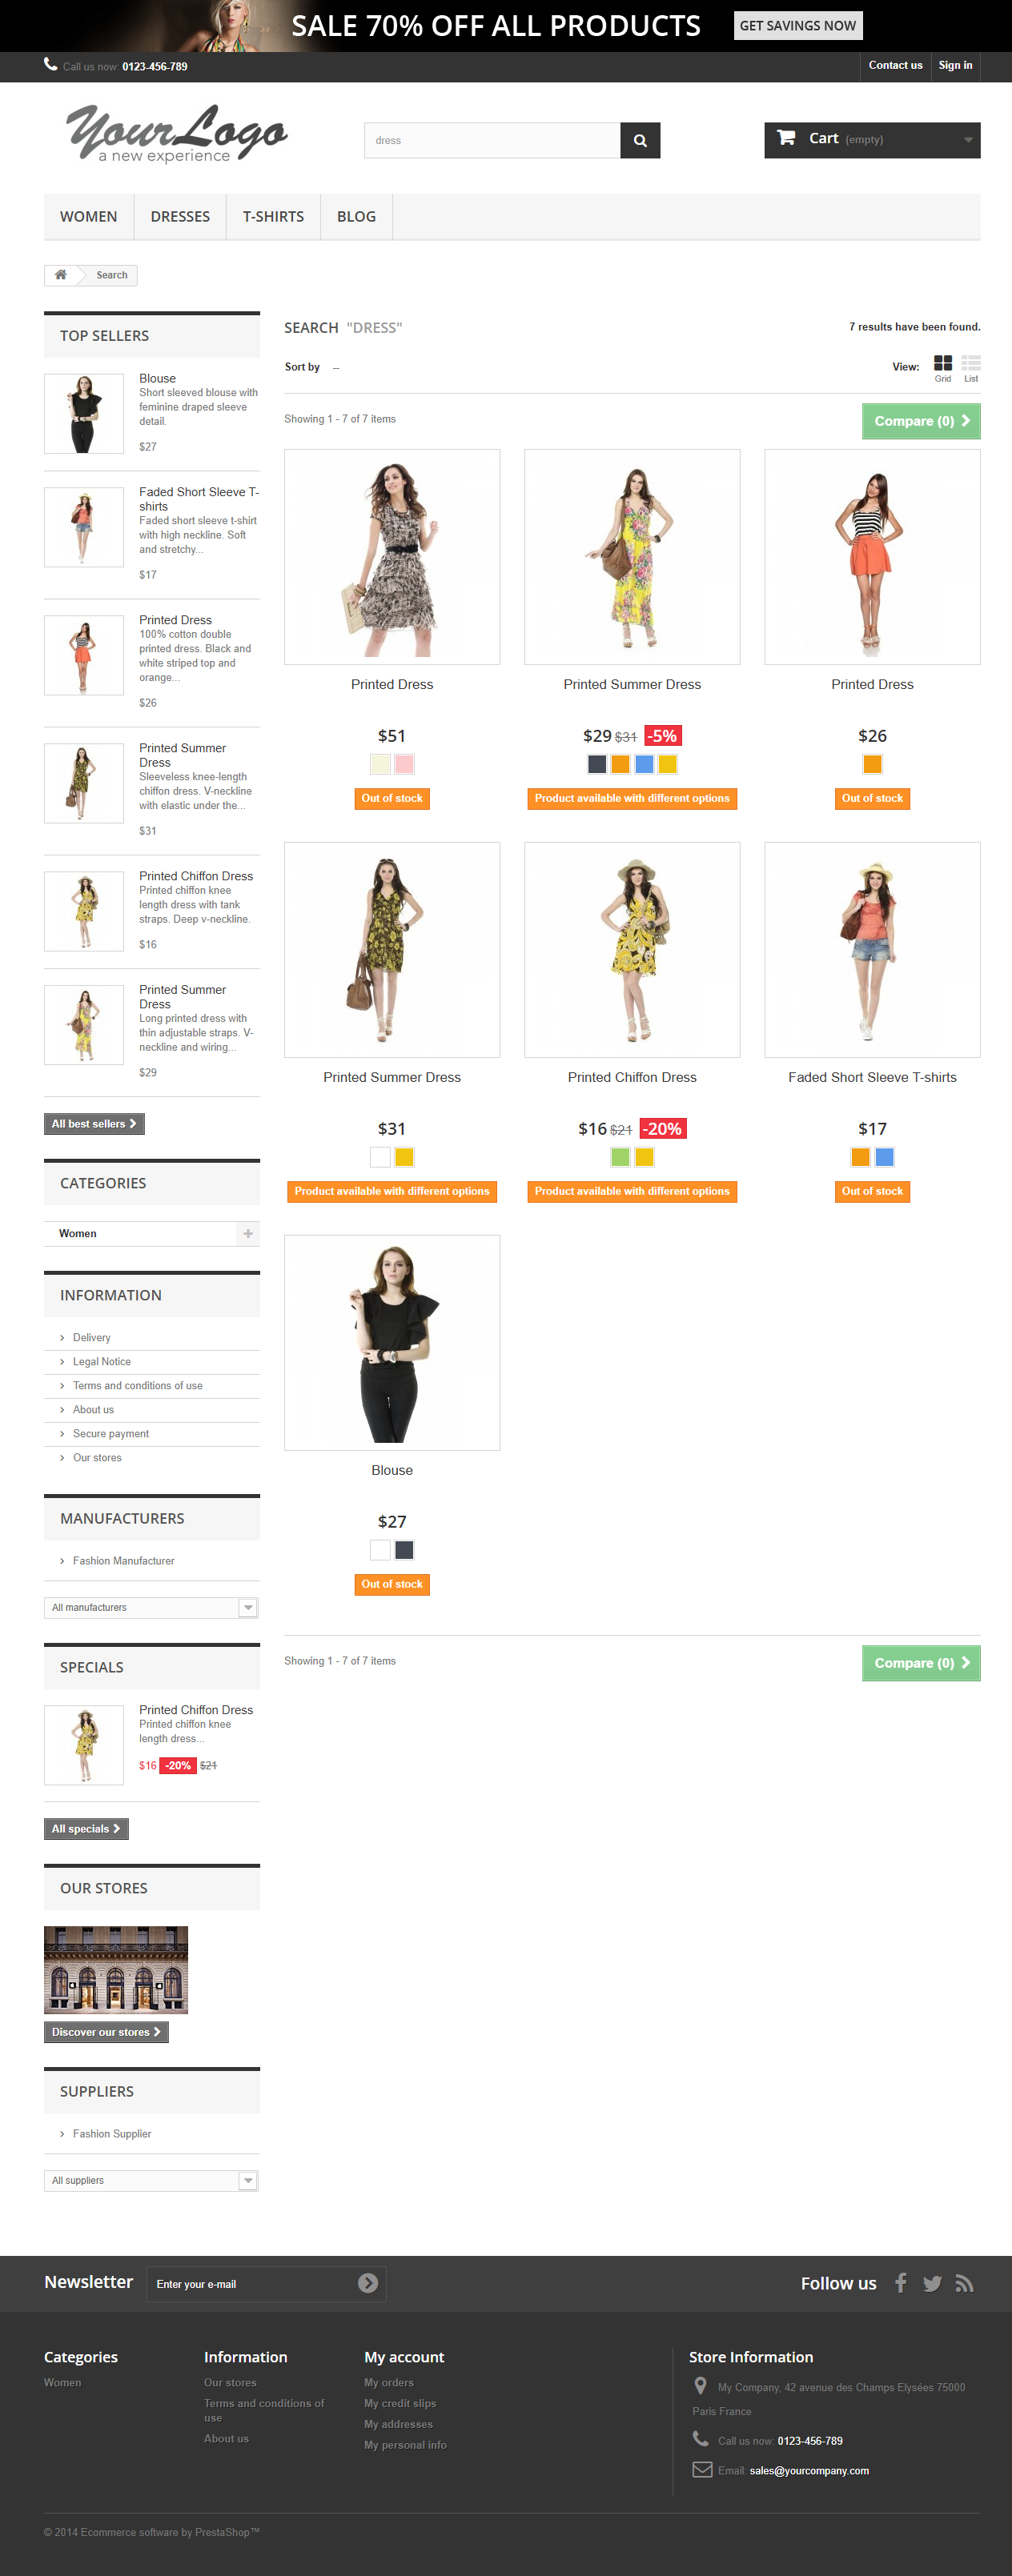 SALE 70% OFF ALL PRODUCTS
GET SAVINGS NOW
Call us now: 0123-456-789
Contact us
Sign in
YourLogo
a new experience
dress
Cart (empty)
WOMEN
DRESSES
T-SHIRTS
BLOG
Search
TOP SELLERS
Blouse
Short sleeved blouse with
feminine draped sleeve
detail.
$27
Faded Short Sleeve T-
shirts
Faded short sleeve t-shirt
with high neckline. Soft
and stretchy...
$17
Printed Dress
100% cotton double
printed dress. Black and
white striped top and
orange...
$26
Printed Summer
Dress
Sleeveless knee-length
chiffon dress. V-neckline
with elastic under the...
$31
Printed Chiffon Dress
Printed chiffon knee
length dress with tank
straps. Deep v-neckline.
$16
Printed Summer
Dress
Long printed dress with
thin adjustable straps. V-
neckline and wiring...
$29
All best sellers
CATEGORIES
Women
INFORMATION
Delivery
Legal Notice
Terms and conditions of use
About us
Secure payment
Our stores
MANUFACTURERS
Fashion Manufacturer
All manufacturers
SPECIALS
Printed Chiffon Dress
Printed chiffon knee
length dress...
$16 -20% $21
All specials
OUR STORES
Discover our stores
SUPPLIERS
Fashion Supplier
All suppliers
SEARCH "DRESS"
7 results have been found.
Sort by --
View:
Grid
List
Showing 1 - 7 of 7 items
Compare (0)
Printed Dress
$51
Out of stock
Printed Summer Dress
$29 $31 -5%
Product available with different options
Printed Dress
$26
Out of stock
Printed Summer Dress
$31
Product available with different options
Printed Chiffon Dress
$16 $21 -20%
Product available with different options
Faded Short Sleeve T-shirts
$17
Out of stock
Blouse
$27
Out of stock
Showing 1 - 7 of 7 items
Compare (0)
Newsletter
Enter your e-mail
Follow us
Categories
Women
Information
Our stores
Terms and conditions of
use
About us
My account
My orders
My credit slips
My addresses
My personal info
Store Information
My Company, 42 avenue des Champs Elysées 75000
Paris France
Call us now: 0123-456-789
Email: sales@yourcompany.com
© 2014 Ecommerce software by PrestaShop™